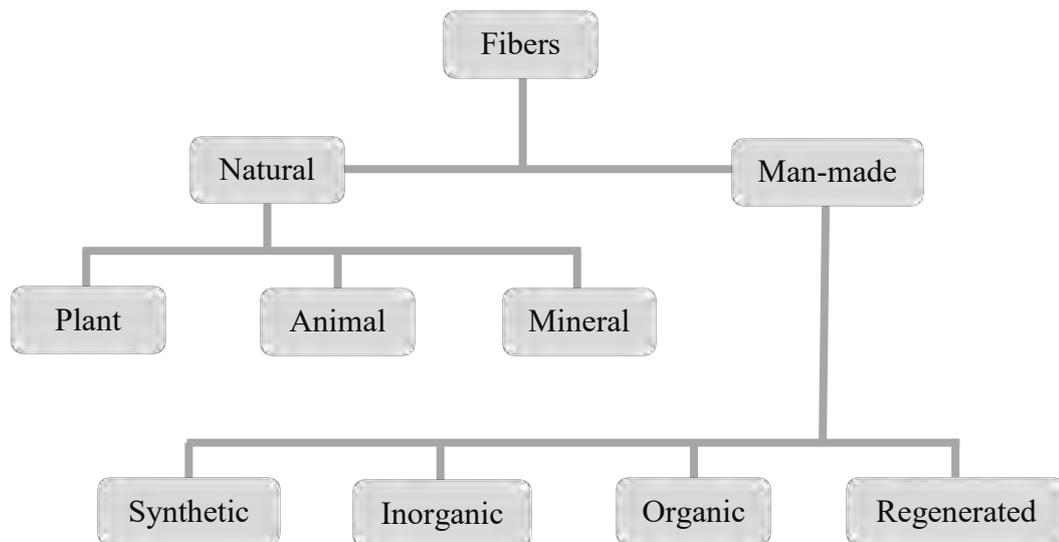 Fibers
Natural
Man-made
Plant
Animal
Mineral
Synthetic
Inorganic
Organic
Regenerated